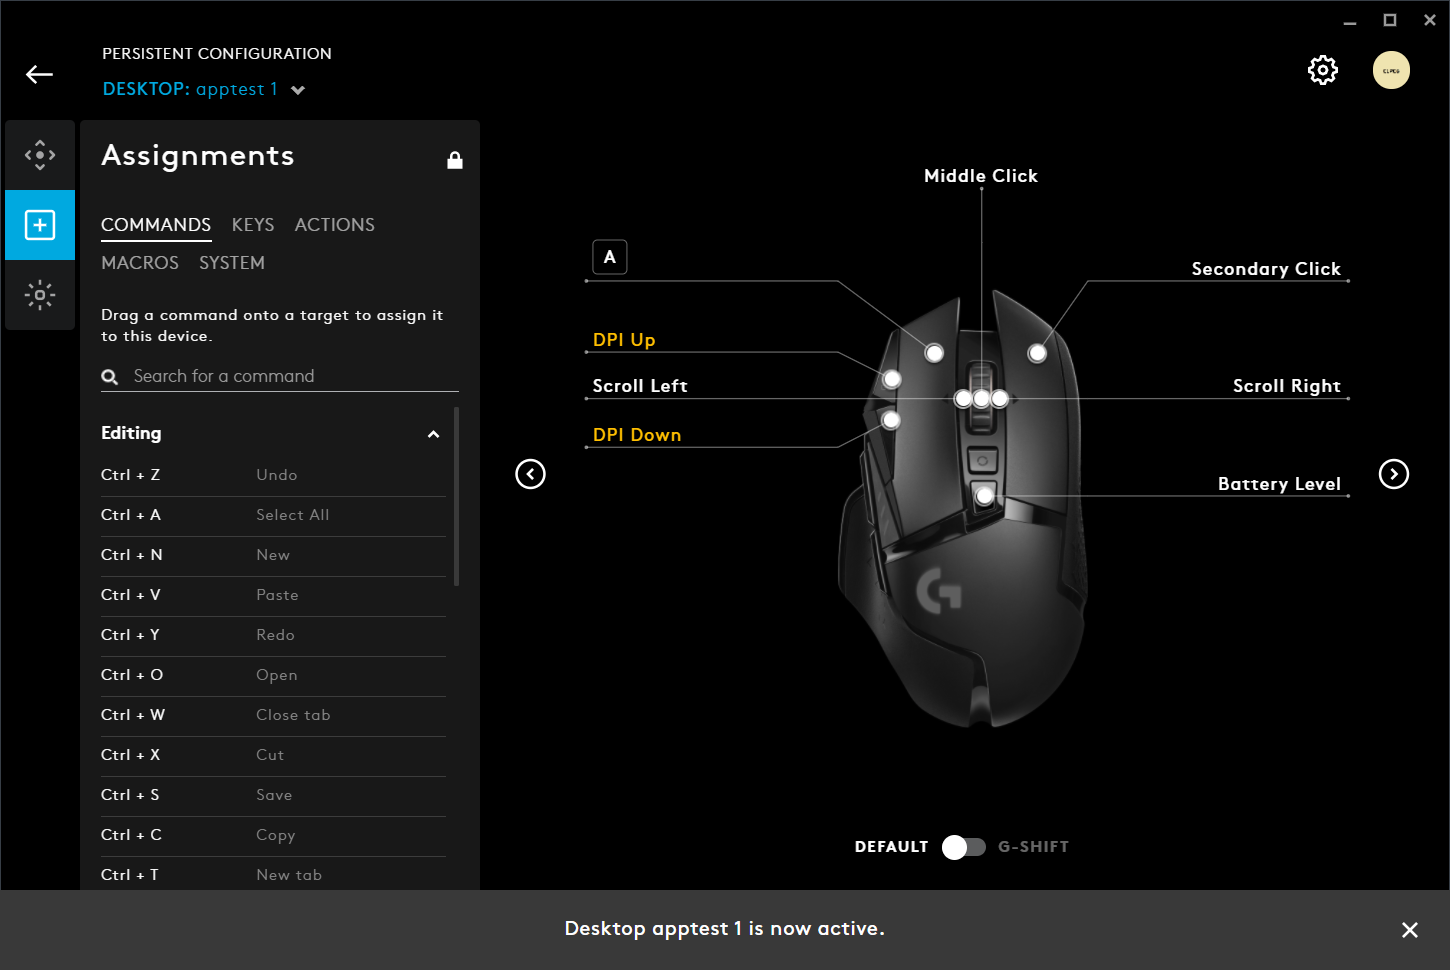 PERSISTENT CONFIGURATION
DESKTOP: apptest 1
Assignments
COMMANDS KEYS ACTIONS
MACROS SYSTEM
Drag a command onto a target to assign it
to this device.
Search for a command
Editing
Ctrl + Z Undo
Ctrl + A Select All
Ctrl + N New
Ctrl + V Paste
Ctrl + Y Redo
Ctrl + O Open
Ctrl + W Close tab
Ctrl + X Cut
Ctrl + S Save
Ctrl + C Copy
Ctrl + T New tab
Middle Click
A
Secondary Click
DPI Up
Scroll Left
Scroll Right
DPI Down
Battery Level
DEFAULT G-SHIFT
Desktop apptest 1 is now active.